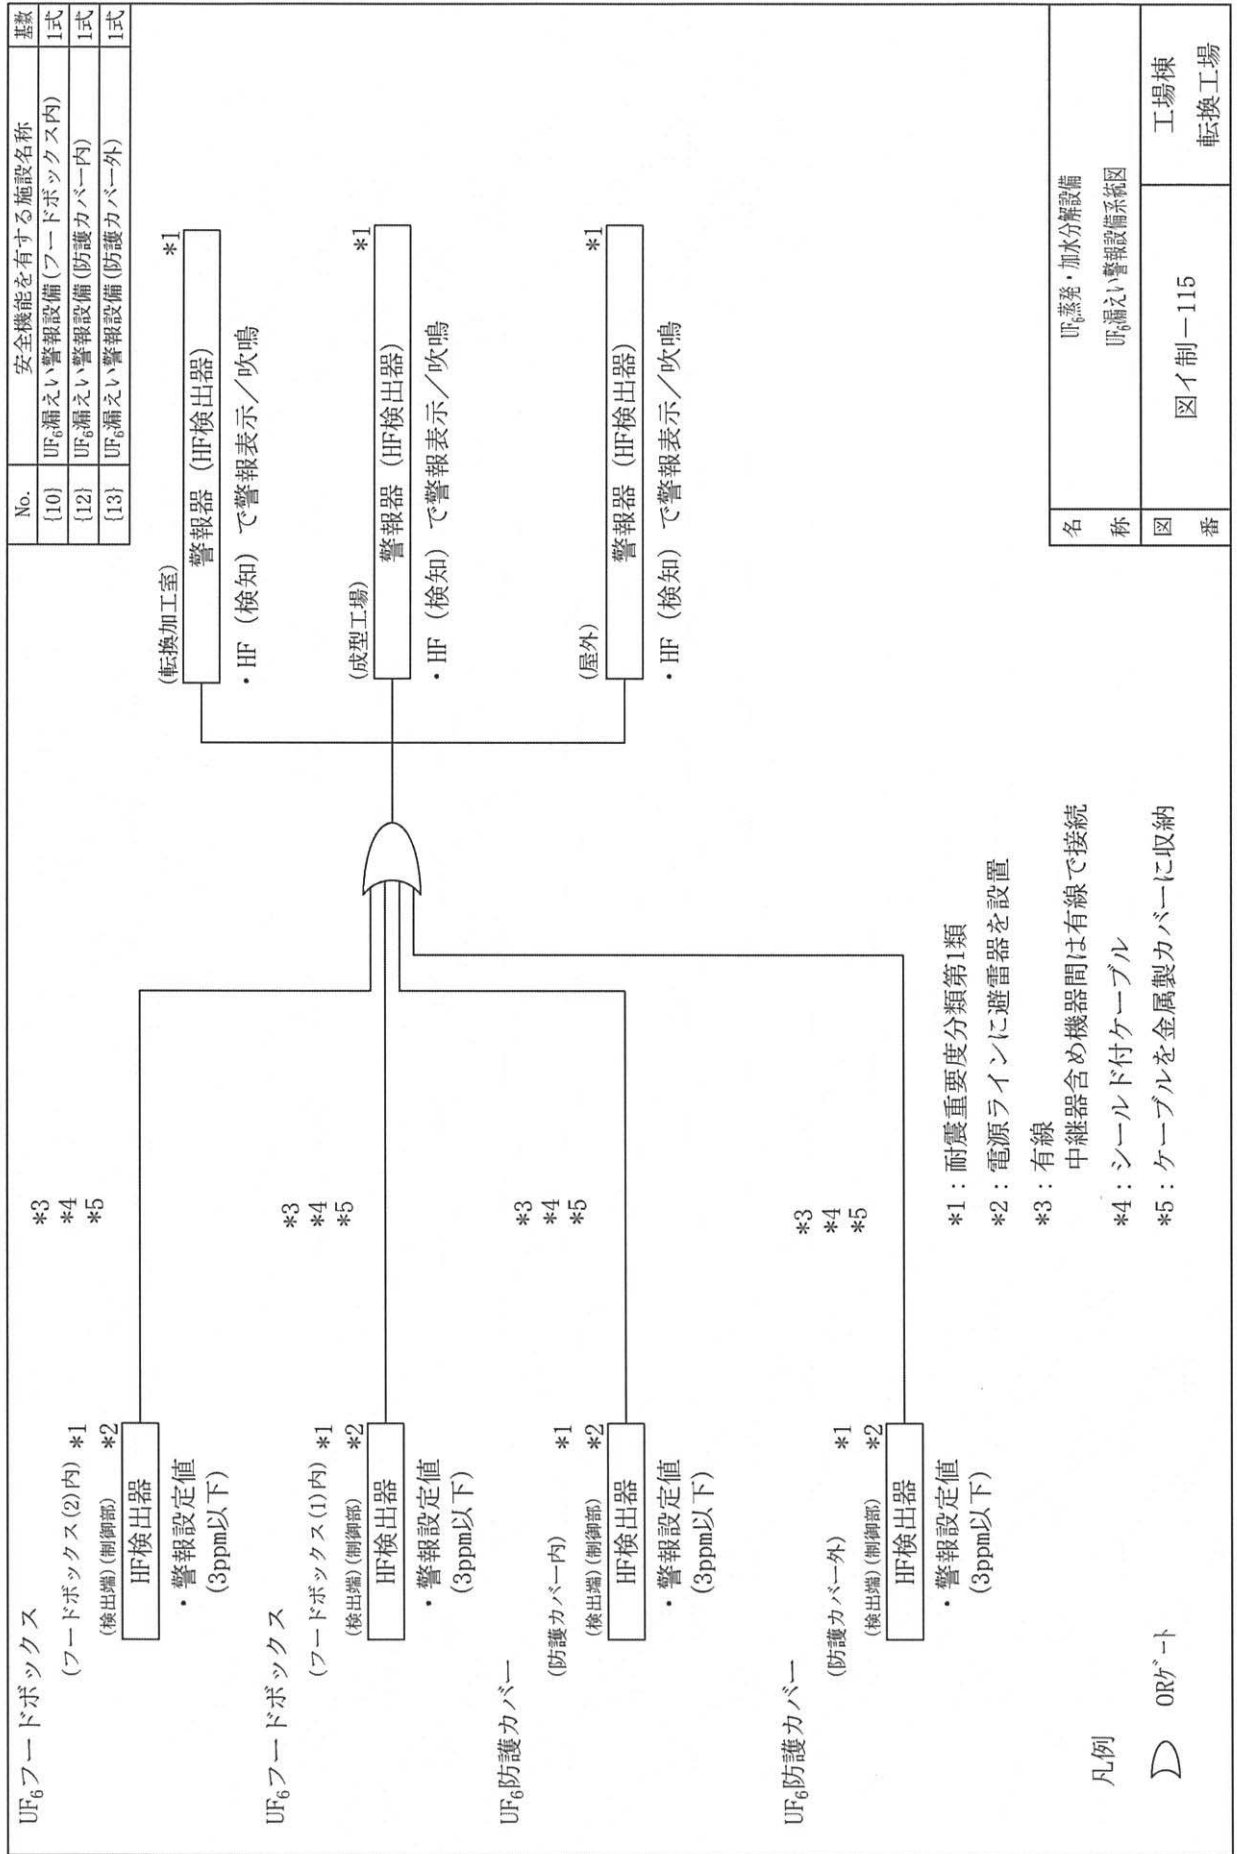 No. 安全機能を有する施設名称 基数
{10} UF₆漏えい警報設備(フードボックス内) 1式
{12} UF₆漏えい警報設備(防護カバー内) 1式
{13} UF₆漏えい警報設備(防護カバー外) 1式
UF₆フードボックス
(フードボックス(2)内) *1
(検出端)(制御部) *2
HF検出器
・警報設定値
(3ppm以下)
*3
*4
*5
UF₆フードボックス
(フードボックス(1)内) *1
(検出端)(制御部) *2
HF検出器
・警報設定値
(3ppm以下)
*3
*4
*5
UF₆防護カバー
(防護カバー内) *1
(検出端)(制御部) *2
HF検出器
・警報設定値
(3ppm以下)
*3
*4
*5
UF₆防護カバー
(防護カバー外) *1
(検出端)(制御部) *2
HF検出器
・警報設定値
(3ppm以下)
*3
*4
*5
(転換加工室) *1
警報器 (HF検出器)
・HF (検知) で警報表示／吹鳴
(成型工場) *1
警報器 (HF検出器)
・HF (検知) で警報表示／吹鳴
(屋外) *1
警報器 (HF検出器)
・HF (検知) で警報表示／吹鳴
*1：耐震重要度分類第1類
*2：電源ラインに避雷器を設置
*3：有線
中継器含め機器間は有線で接続
*4：シールド付ケーブル
*5：ケーブルを金属製カバーに収納
凡例
ORゲート
名称 UF₆蒸発・加水分解設備
UF₆漏えい警報設備系統図
図番 図イ制－115
工場棟
転換工場